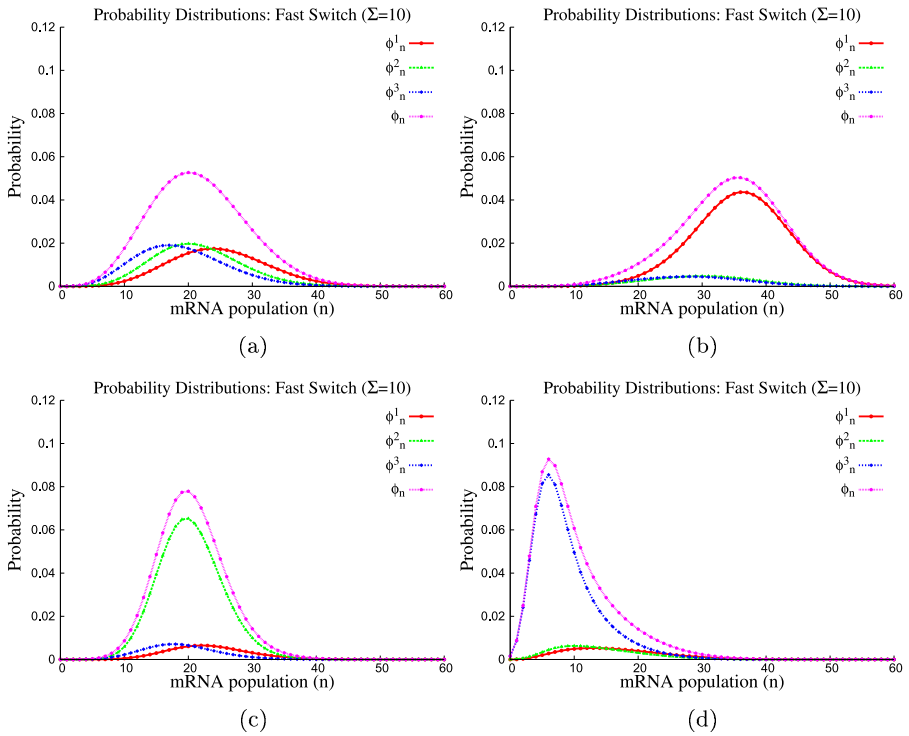 Probability Distributions: Fast Switch (Σ=10)
0.12
0.1
0.08
0.06
0.04
0.02
0
Probability
ϕ¹ₙ
ϕ²ₙ
ϕ³ₙ
ϕₙ
0 10 20 30 40 50 60
mRNA population (n)
(a)
Probability Distributions: Fast Switch (Σ=10)
0.12
0.1
0.08
0.06
0.04
0.02
0
Probability
ϕ¹ₙ
ϕ²ₙ
ϕ³ₙ
ϕₙ
0 10 20 30 40 50 60
mRNA population (n)
(b)
Probability Distributions: Fast Switch (Σ=10)
0.12
0.1
0.08
0.06
0.04
0.02
0
Probability
ϕ¹ₙ
ϕ²ₙ
ϕ³ₙ
ϕₙ
0 10 20 30 40 50 60
mRNA population (n)
(c)
Probability Distributions: Fast Switch (Σ=10)
0.12
0.1
0.08
0.06
0.04
0.02
0
Probability
ϕ¹ₙ
ϕ²ₙ
ϕ³ₙ
ϕₙ
0 10 20 30 40 50 60
mRNA population (n)
(d)